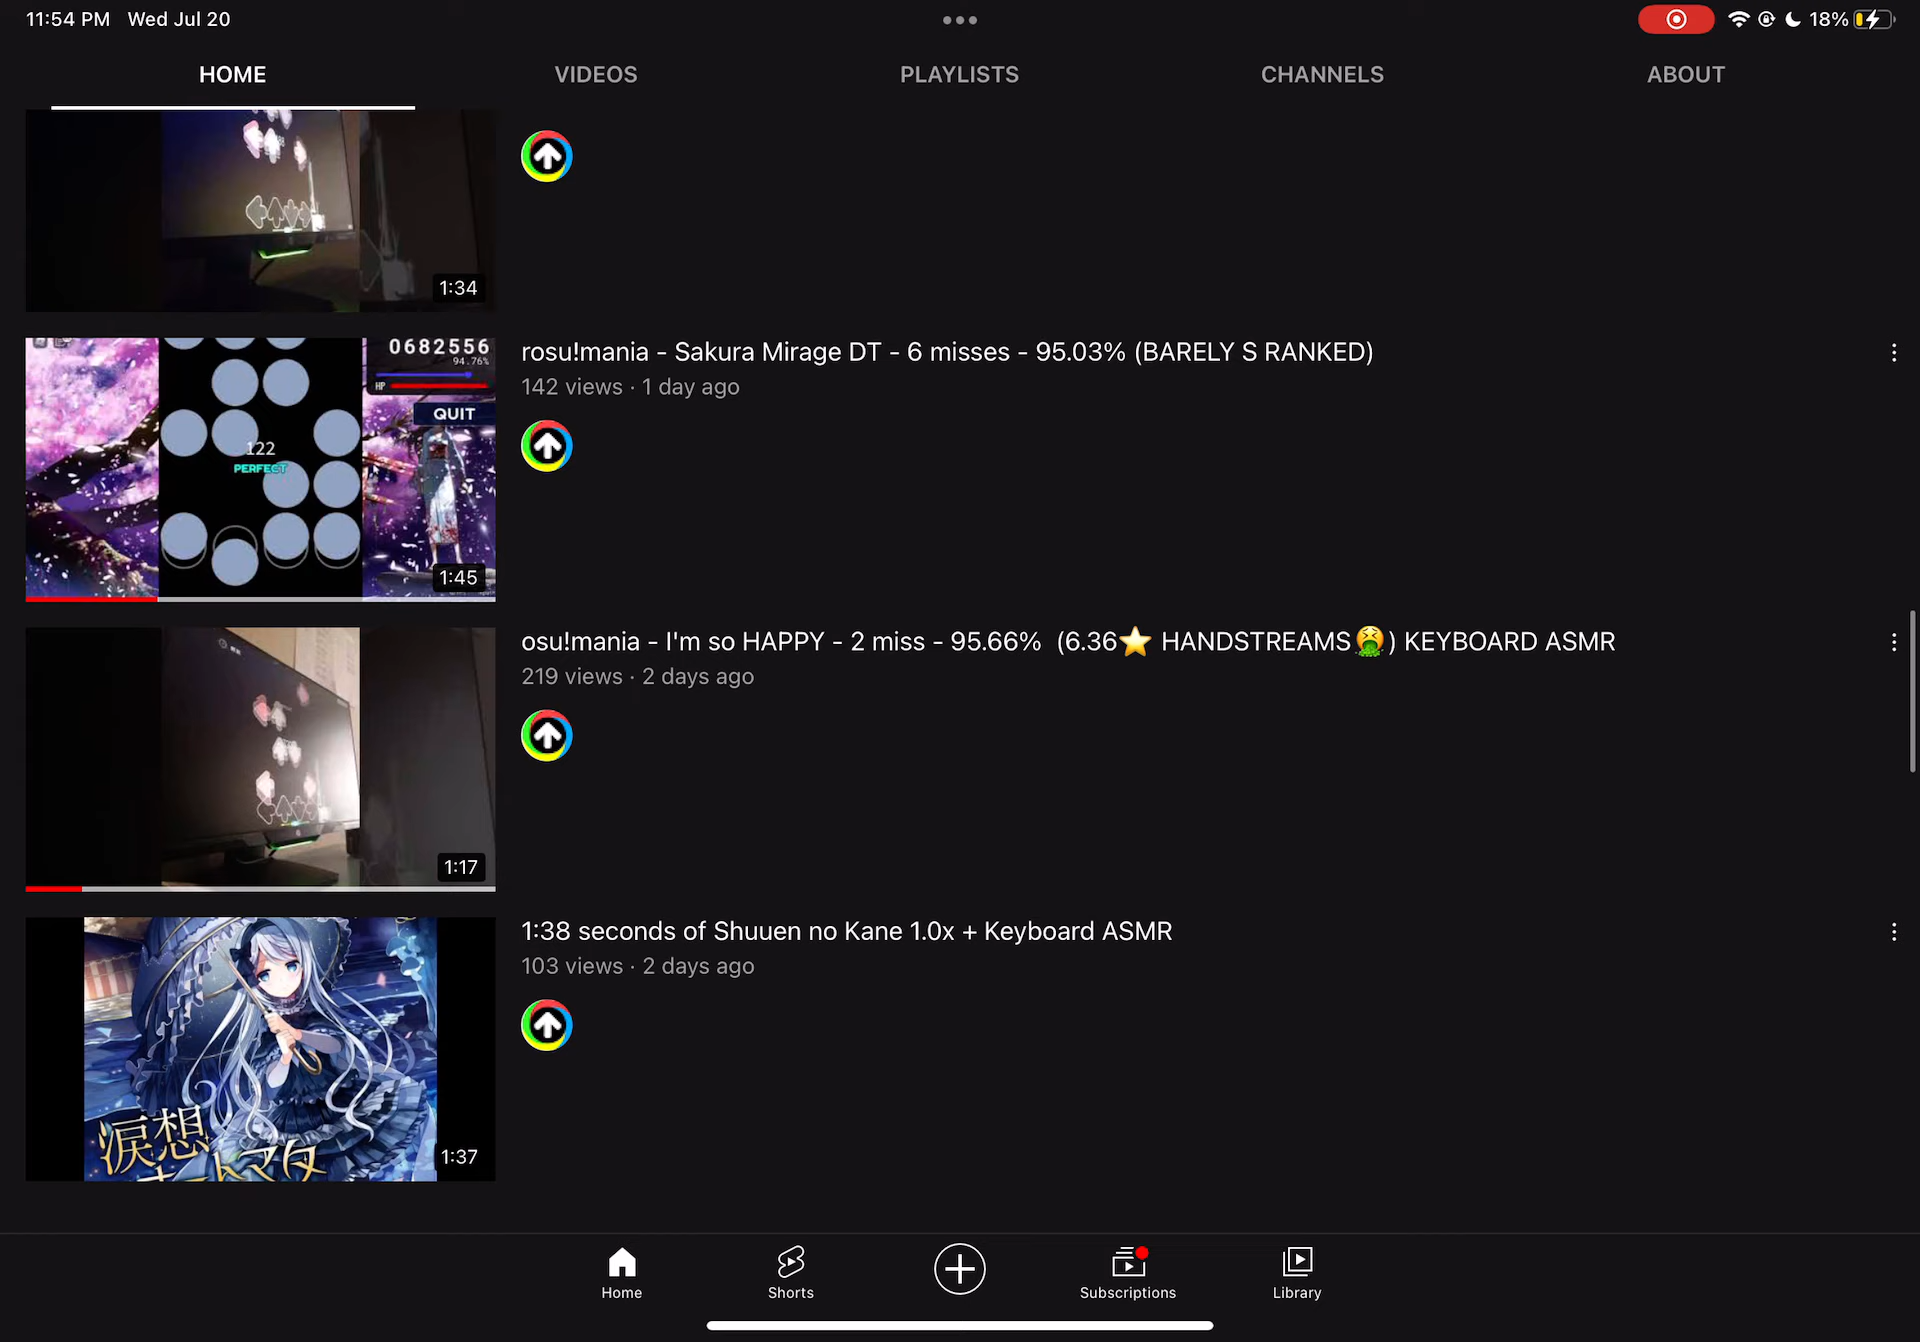 11:54 PM Wed Jul 20
18%
HOME VIDEOS PLAYLISTS CHANNELS ABOUT
1:34
rosu!mania - Sakura Mirage DT - 6 misses - 95.03% (BARELY S RANKED)
142 views · 1 day ago
0682556
94.76%
HP
QUIT
122
PERFECT
1:45
osu!mania - I'm so HAPPY - 2 miss - 95.66% (6.36⭐ HANDSTREAMS🤮) KEYBOARD ASMR
219 views · 2 days ago
1:17
1:38 seconds of Shuuen no Kane 1.0x + Keyboard ASMR
103 views · 2 days ago
涙想
1:37
Home Shorts Subscriptions Library